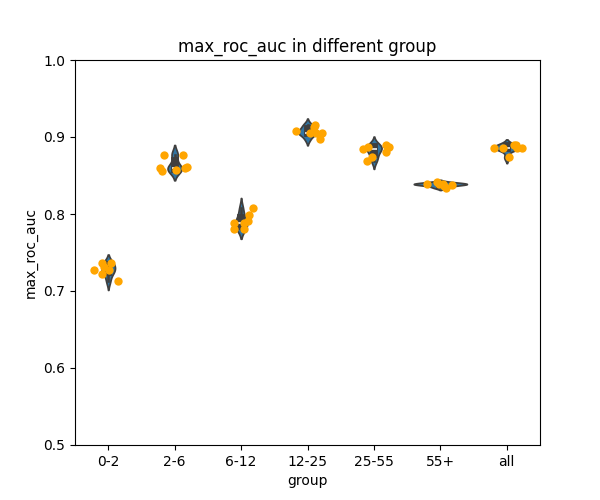 max_roc_auc in different group
max_roc_auc
1.0
0.9
0.8
0.7
0.6
0.5
0-2 2-6 6-12 12-25 25-55 55+ all
group